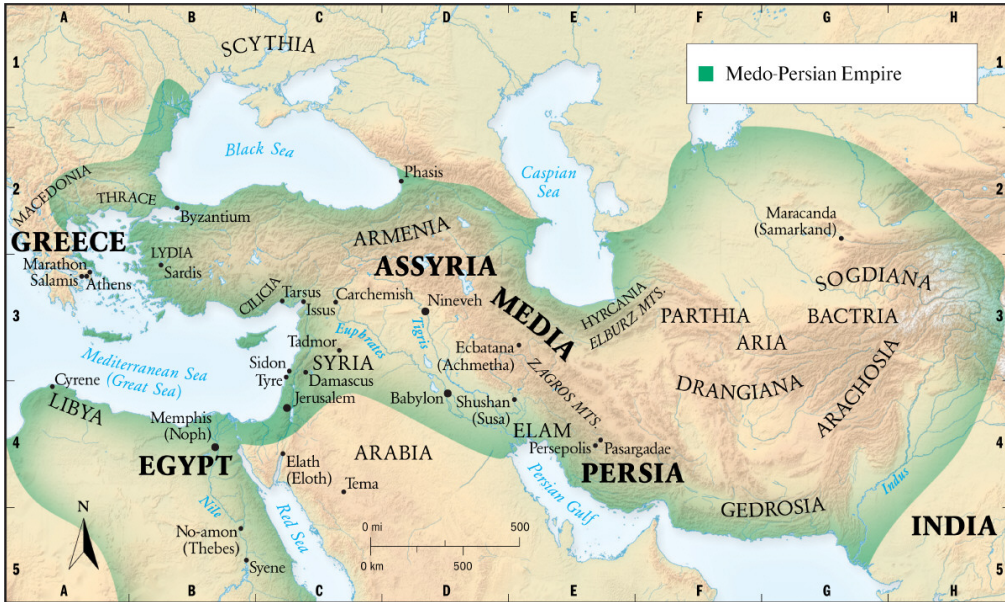 A B C D E F G H
1
SCYTHIA
1
Medo-Persian Empire
Black Sea
Caspian
Sea
Phasis
2
MACEDONIA
THRACE
Byzantium
2
Maracanda
(Samarkand)
GREECE
ARMENIA
LYDIA
Sardis
Marathon
Salamis
Athens
ASSYRIA
SOGDIANA
CILICIA
Tarsus
Issus
Carchemish
Nineveh
MEDIA
HYRCANIA
ELBURZ MTS.
3
PARTHIA
BACTRIA
3
Euphrates
Tigris
ARIA
Tadmor
SYRIA
Ecbatana
(Achmetha)
ZAGROS MTS.
Mediterranean Sea
(Great Sea)
Sidon
Tyre
Damascus
DRANGIANA
ARACHOSIA
Cyrene
LIBYA
Jerusalem
Babylon
Shushan
(Susa)
Memphis
(Noph)
ELAM
4
EGYPT
Elath
(Eloth)
ARABIA
Persepolis
Pasargadae
PERSIA
4
Tema
Nile
Red Sea
Persian Gulf
GEDROSIA
Indus
INDIA
N
No-amon
(Thebes)
0 mi 500
0 km 500
Syene
5
5
A B C D E F G H